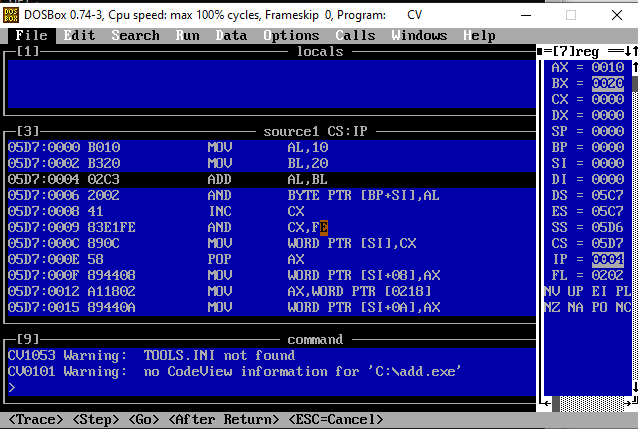 DOSBox 0.74-3, Cpu speed: max 100% cycles, Frameskip 0, Program: CV
File Edit Search Run Data Options Calls Windows Help
[1] locals
[3] source1 CS:IP
05D7:0000 B010 MOV AL,10
05D7:0002 B320 MOV BL,20
05D7:0004 02C3 ADD AL,BL
05D7:0006 2002 AND BYTE PTR [BP+SI],AL
05D7:0008 41 INC CX
05D7:0009 83E1FE AND CX,FE
05D7:000C 890C MOV WORD PTR [SI],CX
05D7:000E 58 POP AX
05D7:000F 894408 MOV WORD PTR [SI+08],AX
05D7:0012 A11802 MOV AX,WORD PTR [0218]
05D7:0015 89440A MOV WORD PTR [SI+0A],AX
[9] command
CV1053 Warning: TOOLS.INI not found
CV0101 Warning: no CodeView information for 'C:\add.exe'
>
[7]reg
AX = 0010
BX = 0020
CX = 0000
DX = 0000
SP = 0000
BP = 0000
SI = 0000
DI = 0000
DS = 05C7
ES = 05C7
SS = 05D6
CS = 05D7
IP = 0004
FL = 0202
NV UP EI PL
NZ NA PO NC
<Trace> <Step> <Go> <After Return> <ESC=Cancel>